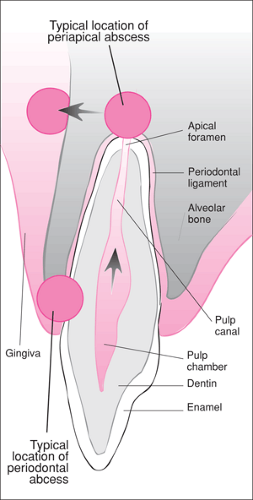 Typical location of
periapical abscess
Apical
foramen
Periodontal
ligament
Alveolar
bone
Pulp
canal
Gingiva
Pulp
chamber
Dentin
Enamel
Typical
location of
periodontal
abcess